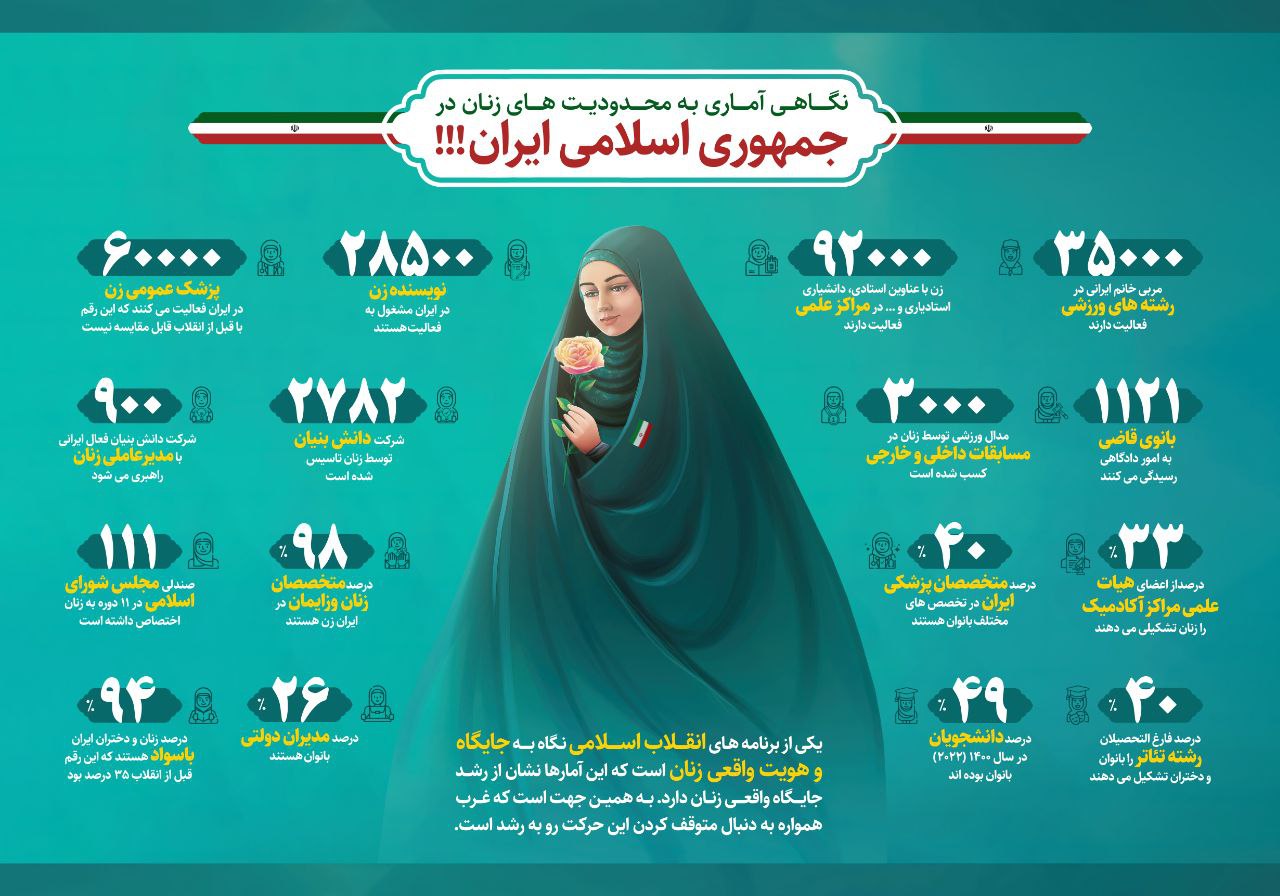 نگاهی آماری به محدودیت های زنان در
جمهوری اسلامی ایران!!!
۳۵۰۰۰
مربی خانم ایرانی در
رشته های ورزشی
فعالیت دارند
۹۲۰۰۰
زن با عناوین استادی، دانشیاری
استادیاری و ... در مراکز علمی
فعالیت دارند
۲۸۵۰۰
نویسنده زن
در ایران مشغول به
فعالیت هستند
۶۰۰۰۰
پزشک عمومی زن
در ایران فعالیت می کنند که این رقم
با قبل از انقلاب قابل مقایسه نیست
۱۱۲۱
بانوی قاضی
به امور دادگاهی
رسیدگی می کنند
۳۰۰۰
مدال ورزشی توسط زنان در
مسابقات داخلی و خارجی
کسب شده است
۲۷۸۲
شرکت دانش بنیان
توسط زنان تاسیس
شده است
۹۰۰
شرکت دانش بنیان فعال ایرانی
با مدیرعاملی زنان
راهبری می شود
۳۳٪
درصد از اعضای هیات
علمی مراکز آکادمیک
را زنان تشکیلی می دهند
۴۰٪
درصد متخصصان پزشکی
ایران در تخصص های
مختلف بانوان هستند
۹۸٪
درصد متخصصان
زنان وزایمان در
ایران زن هستند
۱۱۱
صندلی مجلس شورای
اسلامی در ۱۱ دوره به زنان
اختصاص داشته است
۴۰٪
درصد فارغ التحصیلان
رشته تئاتر را بانوان
و دختران تشکیل می دهند
۴۹٪
درصد دانشجویان
در سال ۱۴۰۰ (۲۰۲۲)
بانوان بوده اند
۲۶٪
درصد مدیران دولتی
بانوان هستند
۹۴٪
درصد زنان و دختران ایران
باسواد هستند که این رقم
قبل از انقلاب ۳۵ درصد بود
یکی از برنامه های انقلاب اسلامی نگاه به جایگاه
و هویت واقعی زنان است که این آمارها نشان از رشد
جایگاه واقعی زنان دارد. به همین جهت است که غرب
همواره به دنبال متوقف کردن این حرکت رو به رشد است.